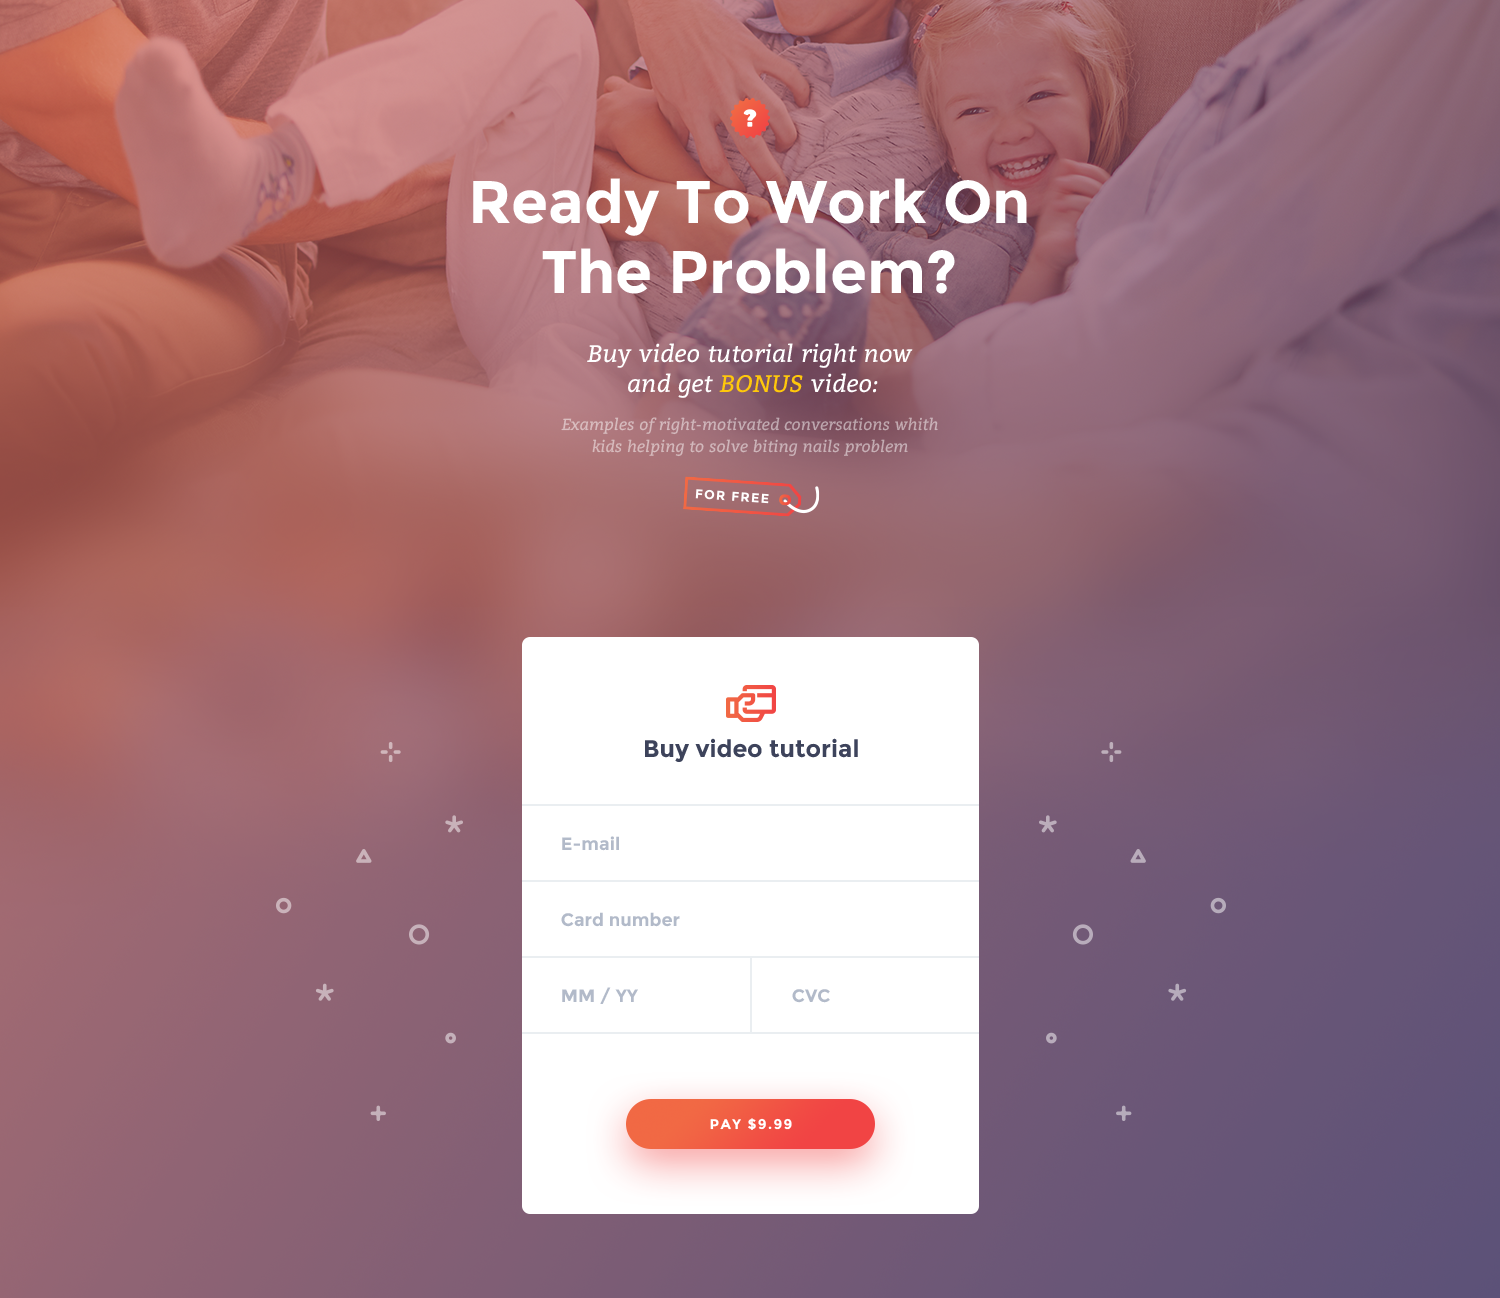 ?
Ready To Work On
The Problem?
Buy video tutorial right now
and get BONUS video:
Examples of right-motivated conversations whith
kids helping to solve biting nails problem
FOR FREE
Buy video tutorial
E-mail
Card number
MM / YY
CVC
PAY $9.99